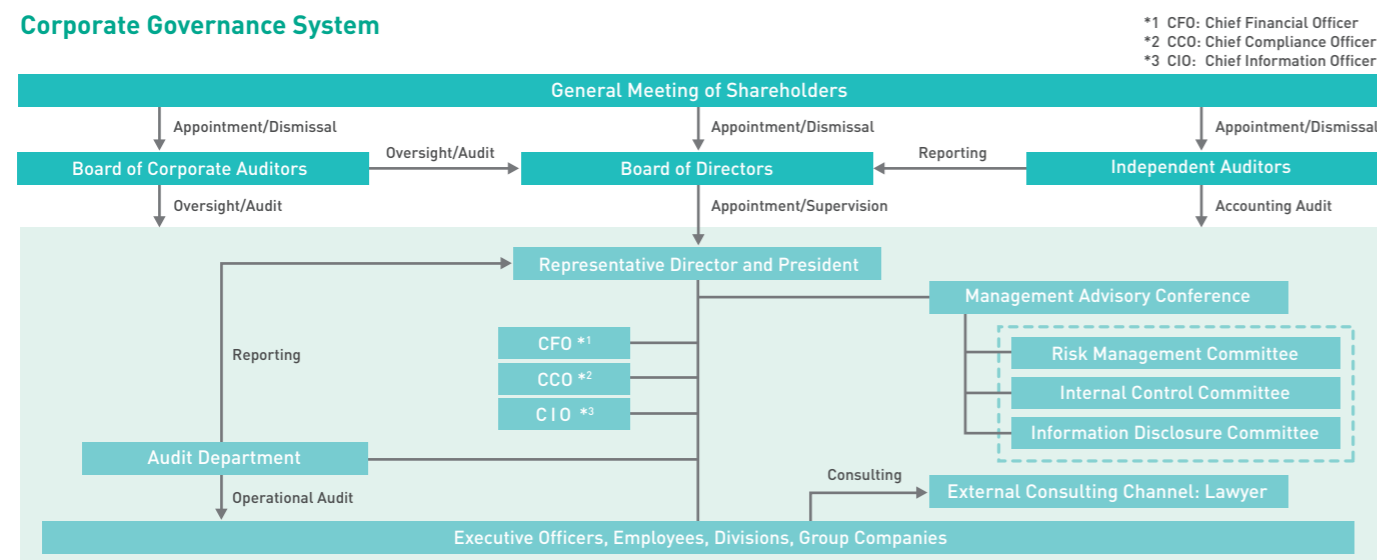 Corporate Governance System
*1 CFO: Chief Financial Officer
*2 CCO: Chief Compliance Officer
*3 CIO: Chief Information Officer
General Meeting of Shareholders
Appointment/Dismissal
Appointment/Dismissal
Appointment/Dismissal
Board of Corporate Auditors
Oversight/Audit
Board of Directors
Reporting
Independent Auditors
Oversight/Audit
Appointment/Supervision
Accounting Audit
Representative Director and President
Management Advisory Conference
CFO *1
Reporting
Risk Management Committee
CCO *2
Internal Control Committee
CIO *3
Information Disclosure Committee
Audit Department
Consulting
Operational Audit
External Consulting Channel: Lawyer
Executive Officers, Employees, Divisions, Group Companies